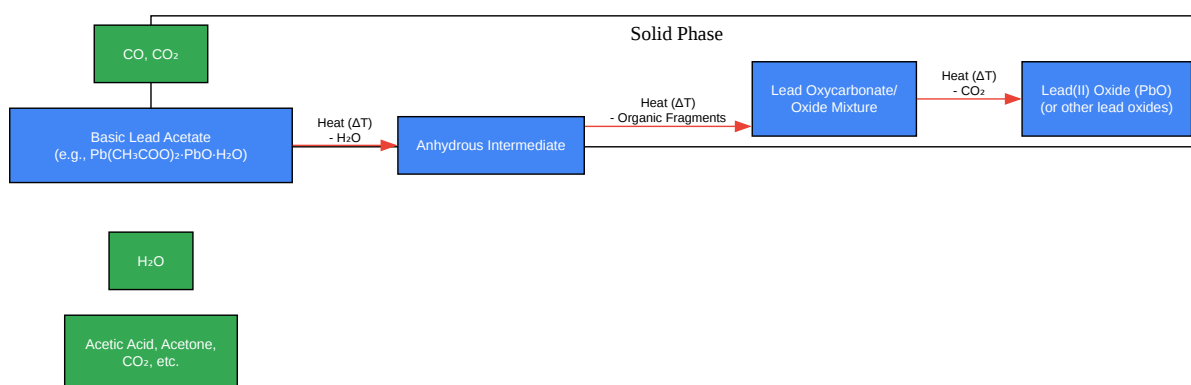 Solid Phase
CO, CO₂
Basic Lead Acetate
(e.g., Pb(CH₃COO)₂·PbO·H₂O)
Heat (ΔT)
- H₂O
Anhydrous Intermediate
Heat (ΔT)
- Organic Fragments
Lead Oxycarbonate/
Oxide Mixture
Heat (ΔT)
- CO₂
Lead(II) Oxide (PbO)
(or other lead oxides)
H₂O
Acetic Acid, Acetone,
CO₂, etc.